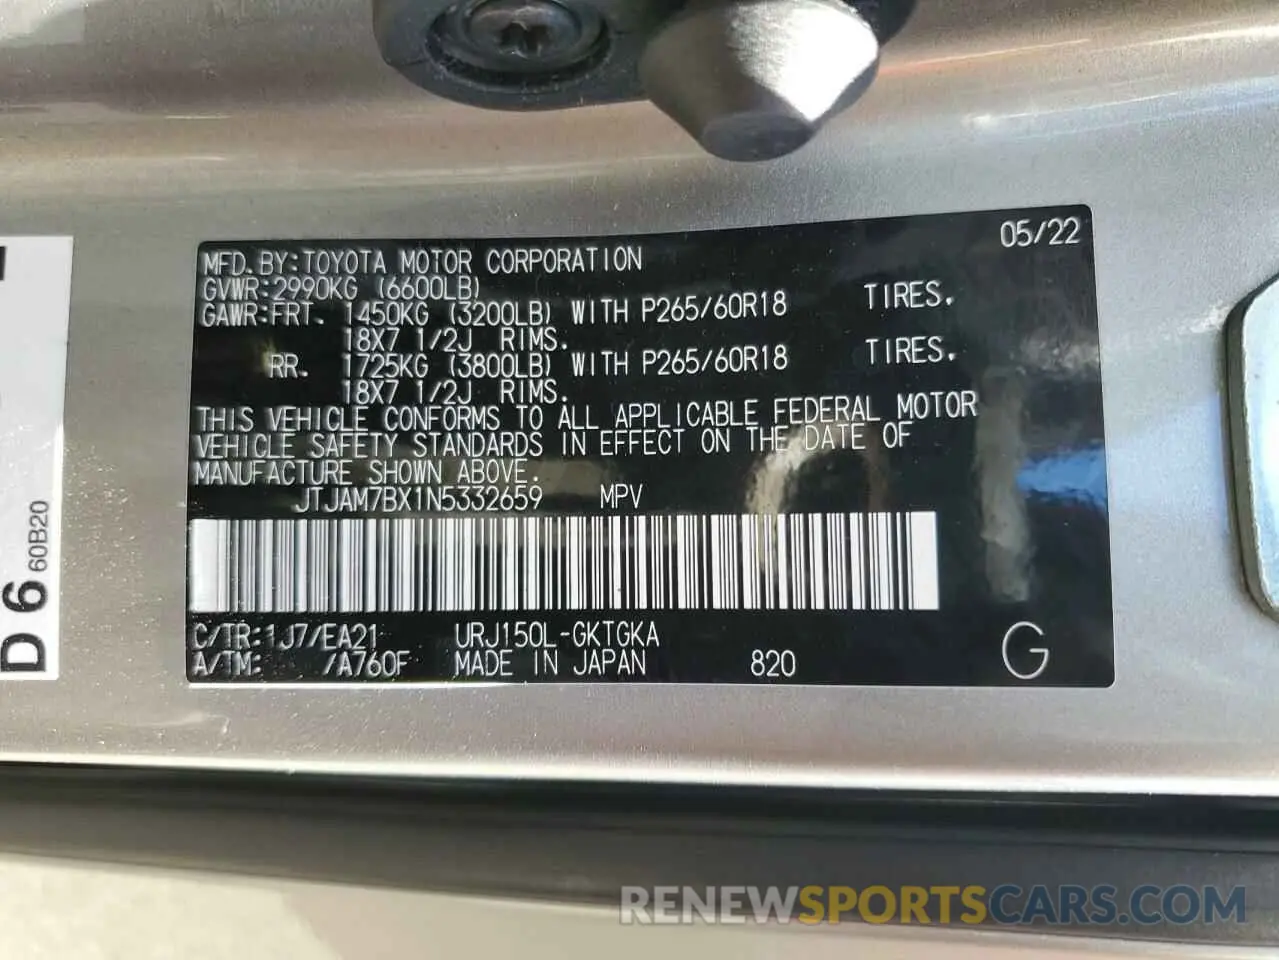 05/22
MFD.BY:TOYOTA MOTOR CORPORATION
GVWR:2990KG (6600LB)
GAWR:FRT. 1450KG (3200LB) WITH P265/60R18 TIRES.
18X7 1/2J RIMS.
RR. 1725KG (3800LB) WITH P265/60R18 TIRES.
18X7 1/2J RIMS.
THIS VEHICLE CONFORMS TO ALL APPLICABLE FEDERAL MOTOR
VEHICLE SAFETY STANDARDS IN EFFECT ON THE DATE OF
MANUFACTURE SHOWN ABOVE.
JTJAM7BX1N5332659 MPV
C/TR:1J7/EA21 URJ150L-GKTGKA
A/TM: /A760F MADE IN JAPAN 820 G
D 6 60B20
RENEWSPORTSCARS.COM